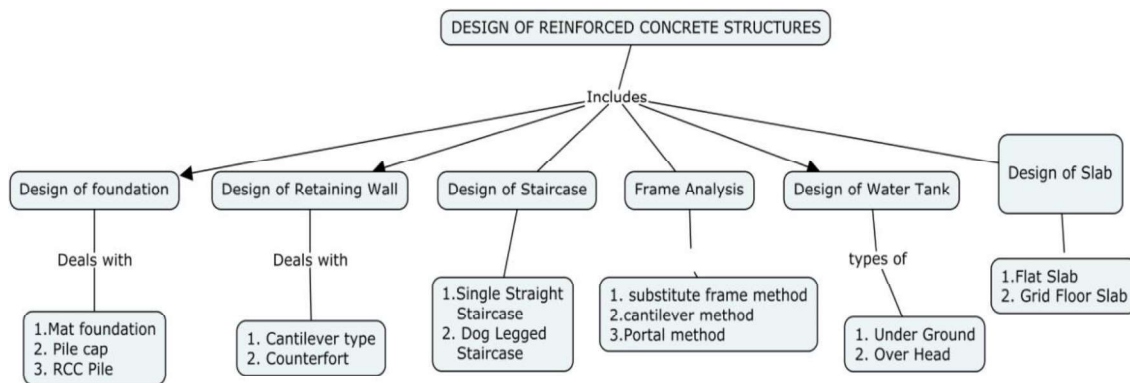 DESIGN OF REINFORCED CONCRETE STRUCTURES
Includes
Design of foundation
Design of Retaining Wall
Design of Staircase
Frame Analysis
Design of Water Tank
Design of Slab
Deals with
Deals with
types of
1.Mat foundation
2. Pile cap
3. RCC Pile
1. Cantilever type
2. Counterfort
1.Single Straight
Staircase
2. Dog Legged
Staircase
1. substitute frame method
2.cantilever method
3.Portal method
1. Under Ground
2. Over Head
1.Flat Slab
2. Grid Floor Slab